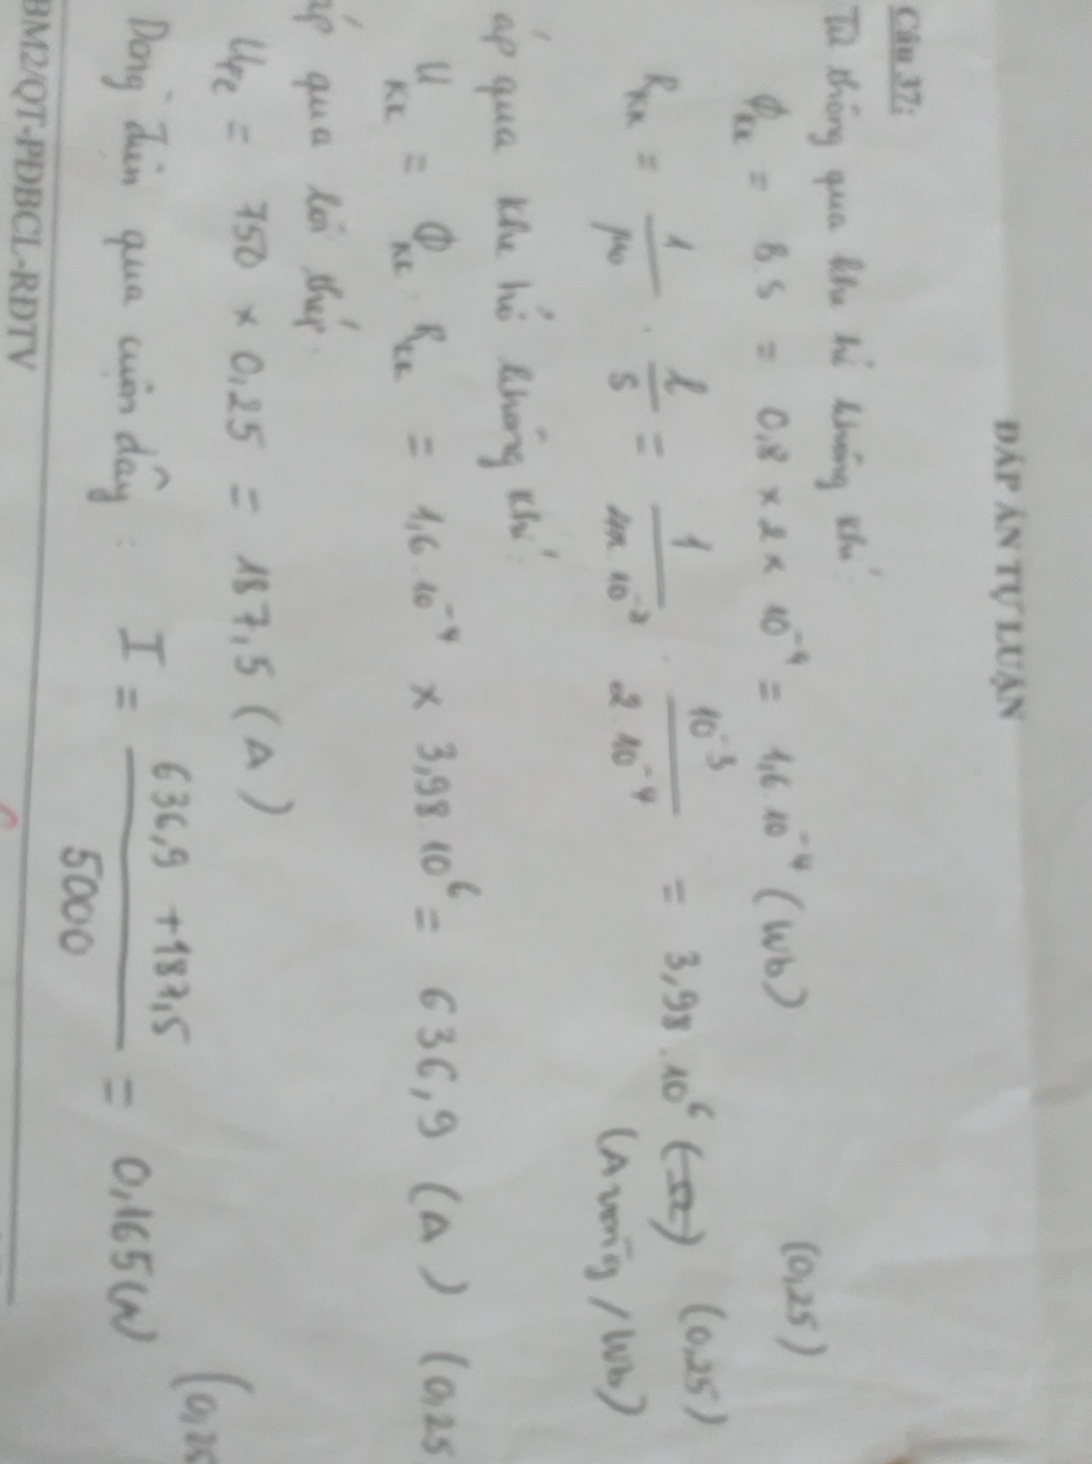 ĐÁP ÁN TỰ LUẬN
Câu 37:
Từ thông qua khe hở không khí:
Φkk = B.S = 0,8 × 2 × 10⁻⁴ = 1,6 10⁻⁴ (Wb) (0,25)
Rkk = 1/μ₀ . l/S = 1/4π.10⁻⁷ . 10⁻³/2.10⁻⁴ = 3,98.10⁶ (0,25)
(A vòng/Wb)
áp qua khe hở không khí:
Ukk = Φkk . Rkk = 1,6.10⁻⁴ × 3,98.10⁶ = 636,9 (A) (0,25
áp qua lõi thép:
UFe = 750 × 0,25 = 187,5 (A)
Dòng điện qua cuộn dây: I = 636,9 + 187,5 / 5000 = 0,165 (A) (0,25
BM2/QT-PĐBCL-RĐTV